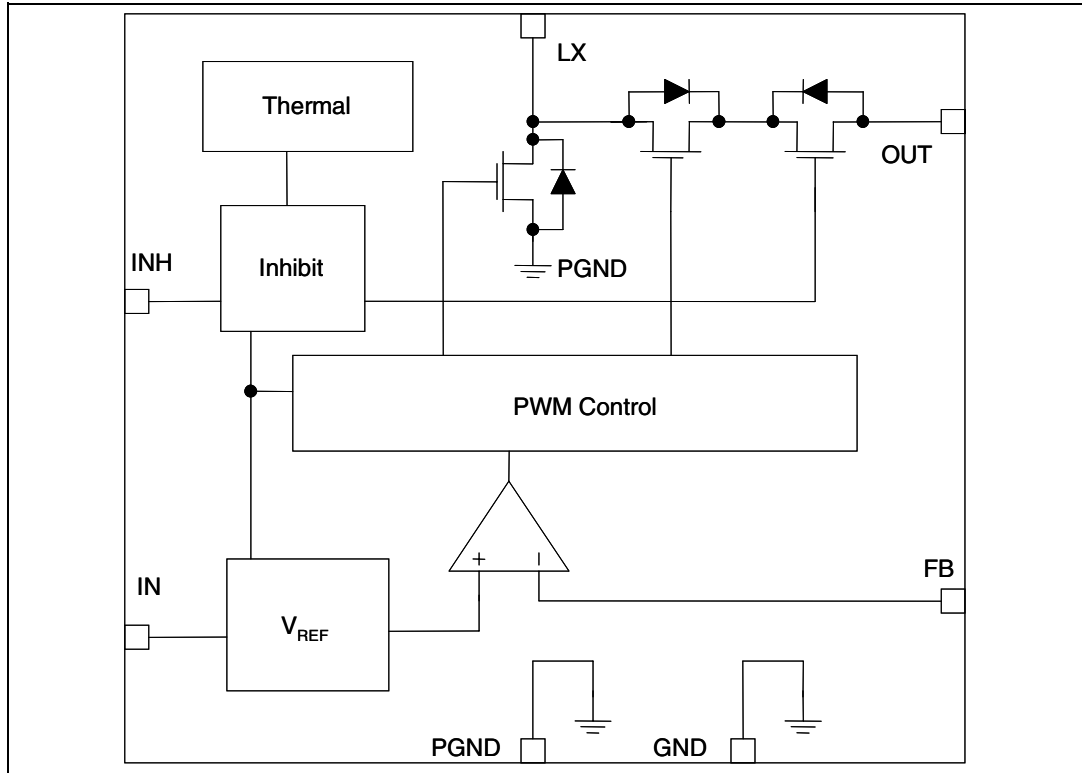 LX
Thermal
OUT
INH
Inhibit
PGND
PWM Control
+ −
IN
FB
VREF
PGND
GND